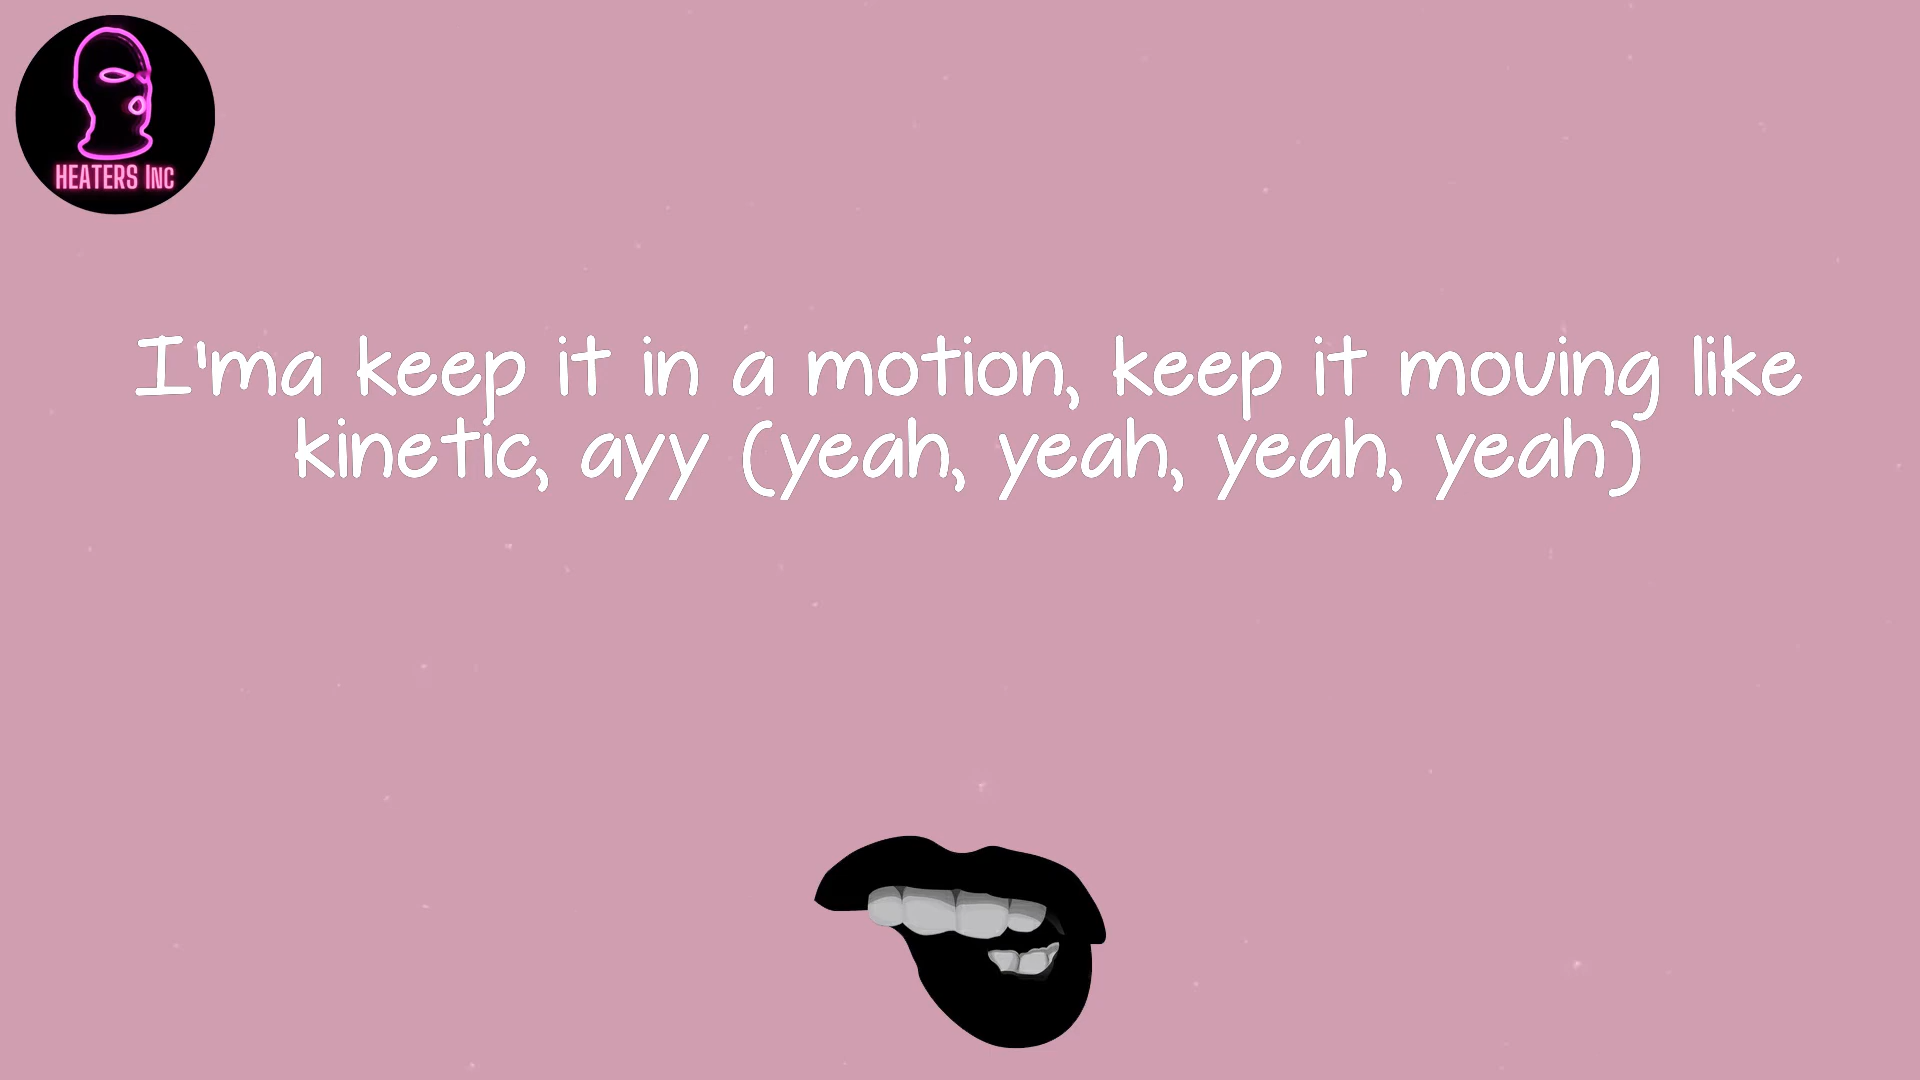 HEATERS INC
I'ma keep it in a motion, keep it moving like
kinetic, ayy (yeah, yeah, yeah, yeah)